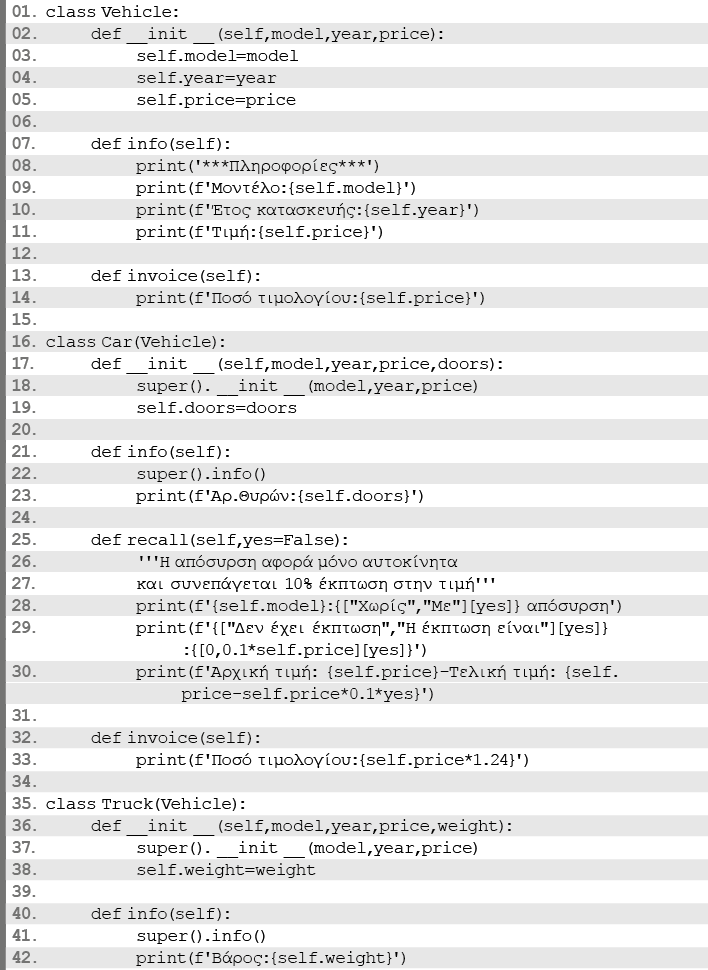 01. class Vehicle:
02. def __init __(self,model,year,price):
03. self.model=model
04. self.year=year
05. self.price=price
06.
07. def info(self):
08. print('***Πληροφορίες***')
09. print(f'Μοντέλο:{self.model}')
10. print(f'Έτος κατασκευής:{self.year}')
11. print(f'Τιμή:{self.price}')
12.
13. def invoice(self):
14. print(f'Ποσό τιμολογίου:{self.price}')
15.
16. class Car(Vehicle):
17. def __init __(self,model,year,price,doors):
18. super(). __init __(model,year,price)
19. self.doors=doors
20.
21. def info(self):
22. super().info()
23. print(f'Αρ.Θυρών:{self.doors}')
24.
25. def recall(self,yes=False):
26. '''Η απόσυρση αφορά μόνο αυτοκίνητα
27. και συνεπάγεται 10% έκπτωση στην τιμή'''
28. print(f'{self.model}:{["Χωρίς","Με"][yes]} απόσυρση')
29. print(f'{["Δεν έχει έκπτωση","Η έκπτωση είναι"][yes]}
:{[0,0.1*self.price][yes]}')
30. print(f'Αρχική τιμή: {self.price}-Τελική τιμή: {self.
price-self.price*0.1*yes}')
31.
32. def invoice(self):
33. print(f'Ποσό τιμολογίου:{self.price*1.24}')
34.
35. class Truck(Vehicle):
36. def __init __(self,model,year,price,weight):
37. super(). __init __(model,year,price)
38. self.weight=weight
39.
40. def info(self):
41. super().info()
42. print(f'Βάρος:{self.weight}')